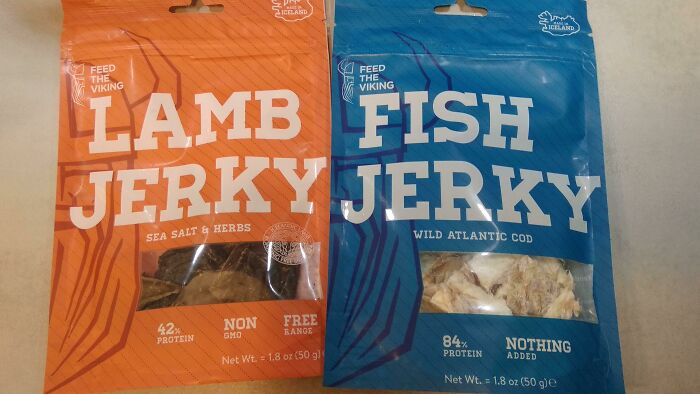 FEED
THE
VIKING
LAMB
JERKY
SEA SALT & HERBS
42%
PROTEIN
NON
GMO
FREE
RANGE
Net Wt. = 1.8 oz (50 g)
MADE IN
ICELAND
FEED
THE
VIKING
FISH
JERKY
WILD ATLANTIC COD
84%
PROTEIN
NOTHING
ADDED
Net Wt. = 1.8 oz (50 g) e